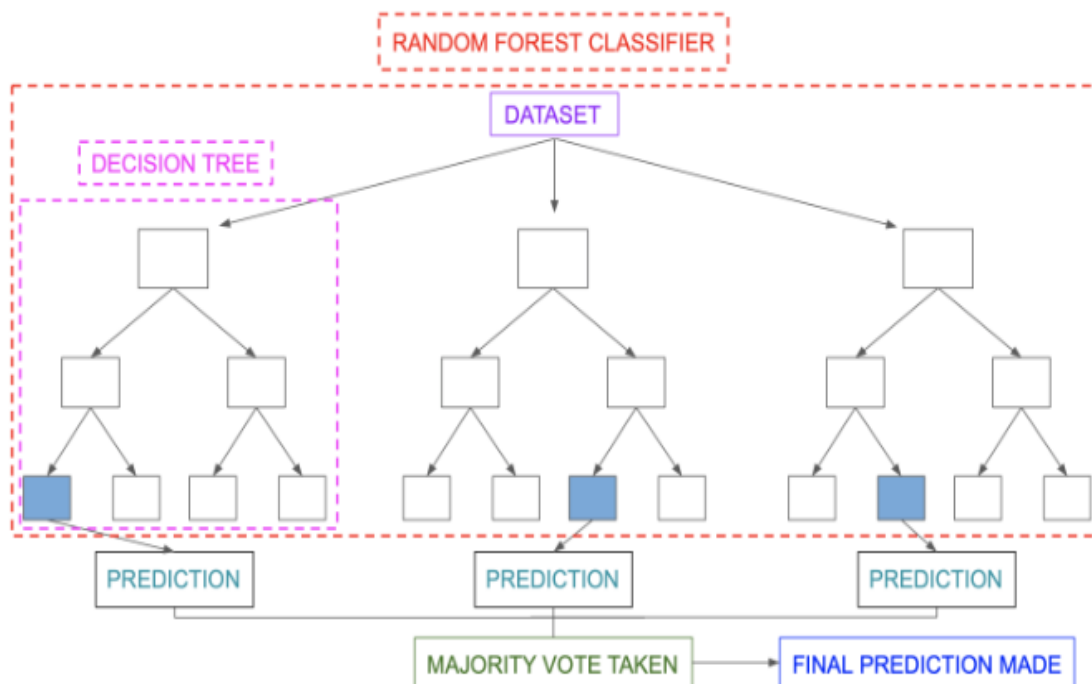 RANDOM FOREST CLASSIFIER
DATASET
DECISION TREE
PREDICTION
PREDICTION
PREDICTION
MAJORITY VOTE TAKEN
FINAL PREDICTION MADE